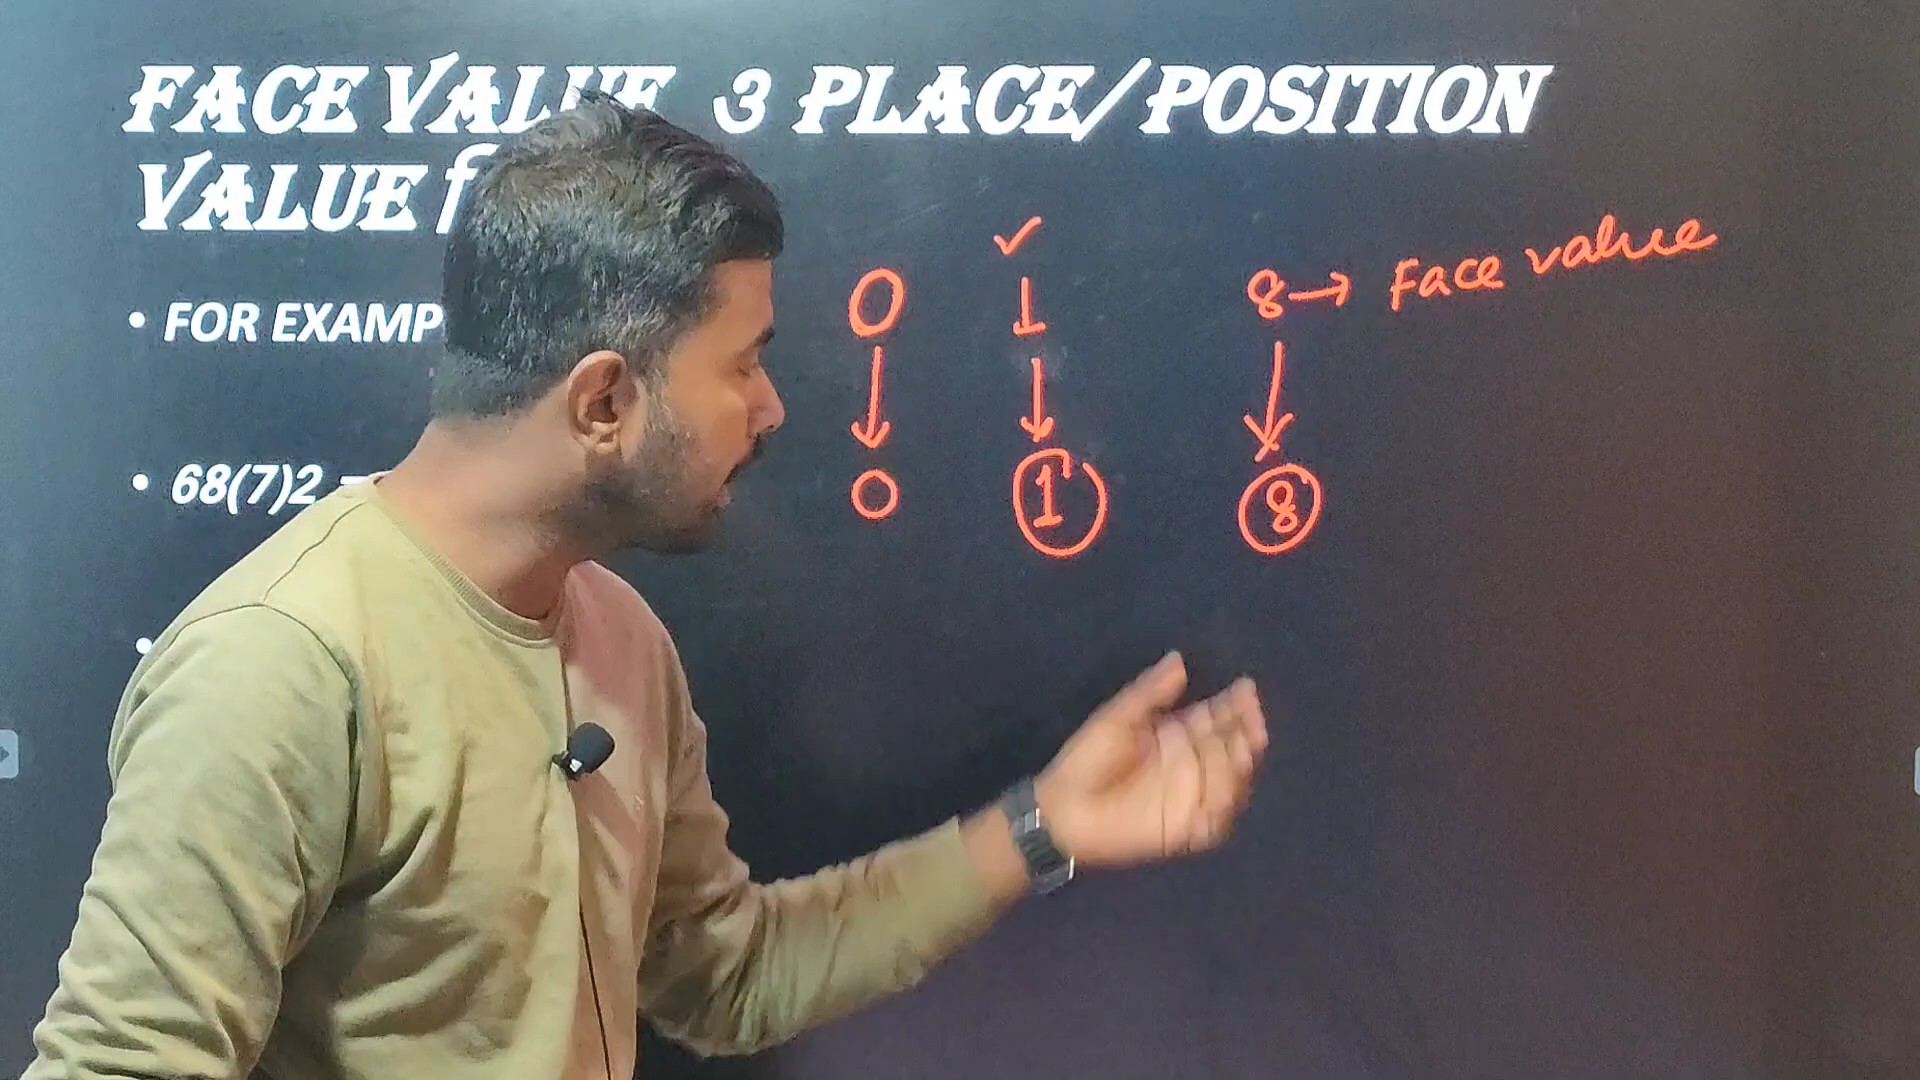 FACE VALUE 3 PLACE/POSITION
VALUE
• FOR EXAMP
• 68(7)2
✓
0 1 8 → Face value
0 1 8